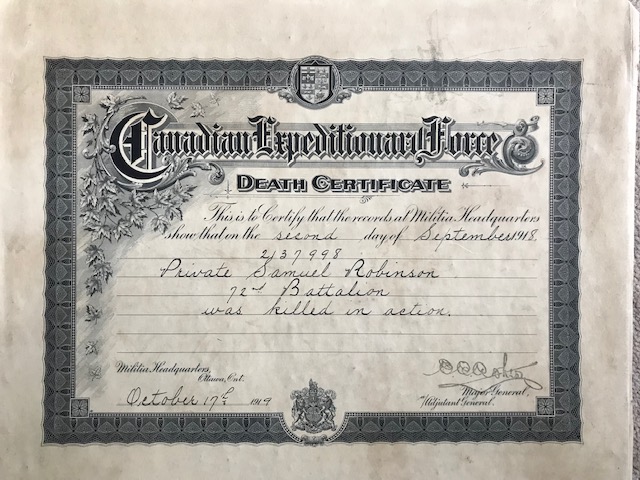 Canadian Expeditionary Force
DEATH CERTIFICATE
This is to Certify that the records at Militia Headquarters
show that on the second day of September 1918.
2137998
Private Samuel Robinson
72nd Battalion
was killed in action.
Militia Headquarters,
Ottawa, Ont.
October 17th 1919
Major General,
Adjutant General.